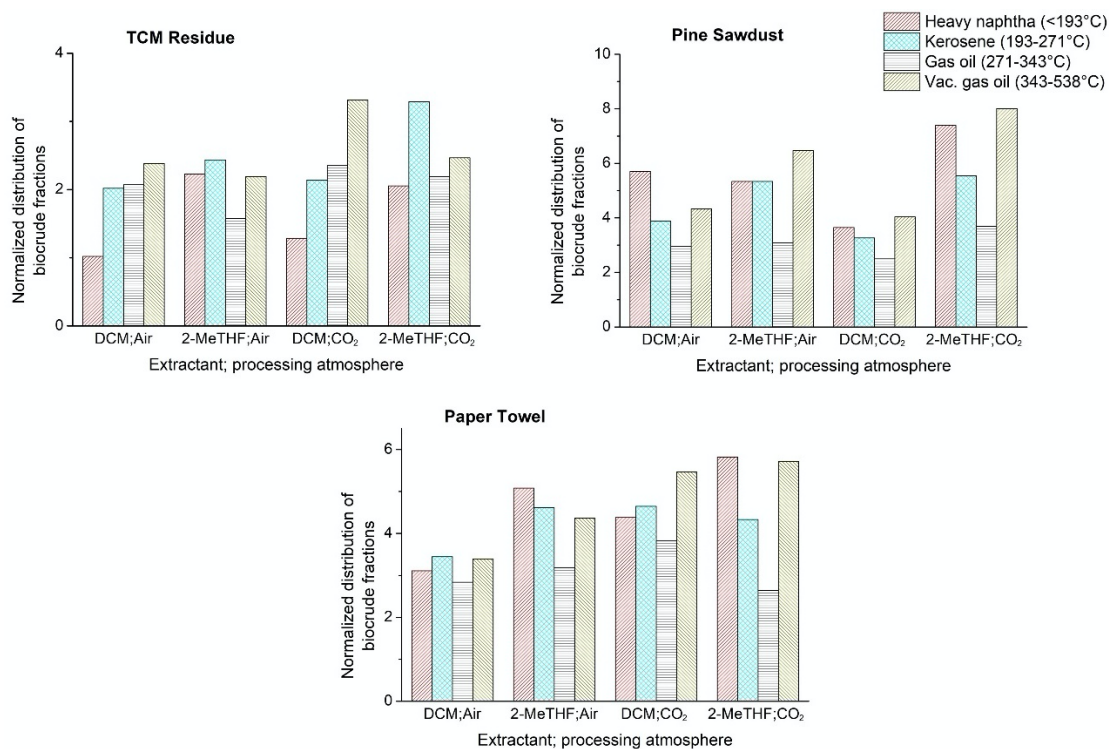 TCM Residue
4
2
0
Normalized distribution of
biocrude fractions
DCM;Air
2-MeTHF;Air
DCM;CO₂
2-MeTHF;CO₂
Extractant; processing atmosphere
Pine Sawdust
10
8
6
4
2
0
Normalized distribution of
biocrude fractions
DCM;Air
2-MeTHF;Air
DCM;CO₂
2-MeTHF;CO₂
Extractant; processing atmosphere
Heavy naphtha (<193°C)
Kerosene (193-271°C)
Gas oil (271-343°C)
Vac. gas oil (343-538°C)
Paper Towel
6
4
2
0
Normalized distribution of
biocrude fractions
DCM;Air
2-MeTHF;Air
DCM;CO₂
2-MeTHF;CO₂
Extractant; processing atmosphere